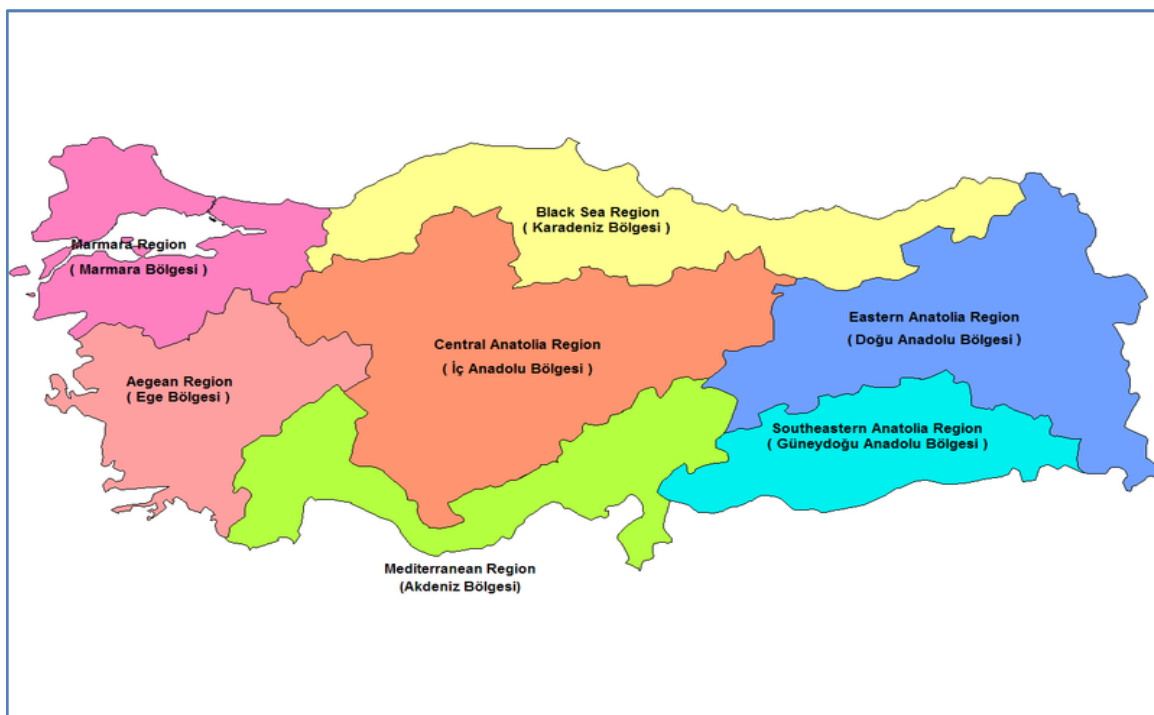 Black Sea Region
( Karadeniz Bölgesi )
Marmara Region
( Marmara Bölgesi )
Eastern Anatolia Region
( Doğu Anadolu Bölgesi )
Central Anatolia Region
( İç Anadolu Bölgesi )
Aegean Region
( Ege Bölgesi )
Southeastern Anatolia Region
( Güneydoğu Anadolu Bölgesi )
Mediterranean Region
(Akdeniz Bölgesi)